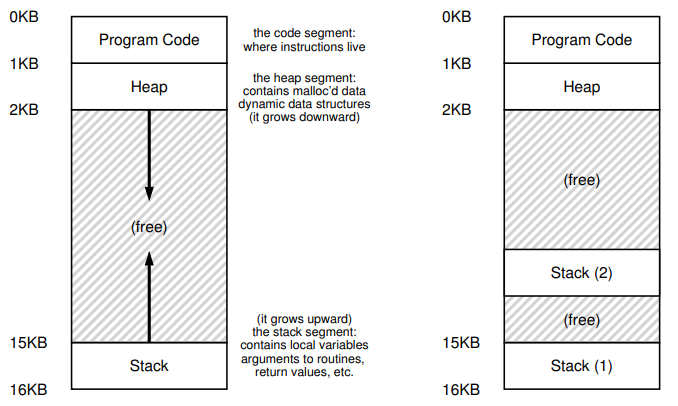 0KB
Program Code
the code segment:
where instructions live
1KB
Heap
the heap segment:
contains malloc'd data
dynamic data structures
(it grows downward)
2KB
(free)
(it grows upward)
the stack segment:
contains local variables
arguments to routines,
return values, etc.
15KB
Stack
16KB
0KB
Program Code
1KB
Heap
2KB
(free)
Stack (2)
(free)
15KB
Stack (1)
16KB